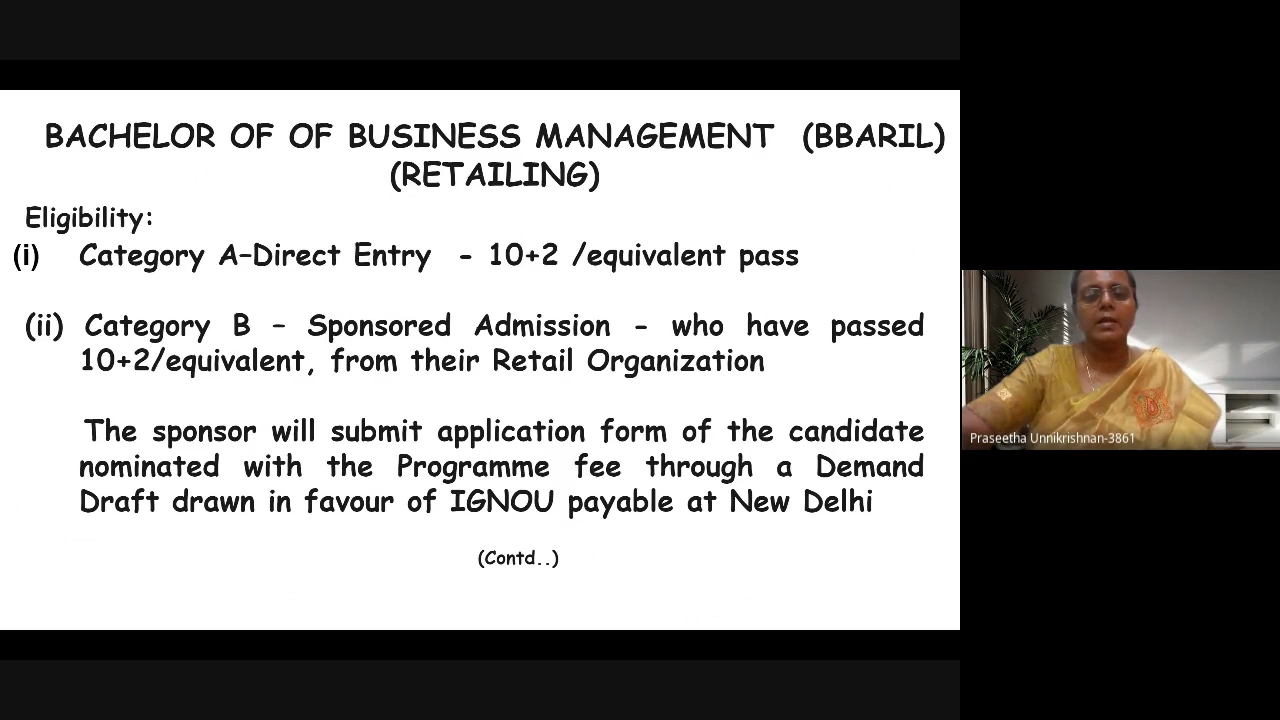 BACHELOR OF OF BUSINESS MANAGEMENT (BBARIL)
(RETAILING)
Eligibility:
(i) Category A–Direct Entry - 10+2 /equivalent pass
(ii) Category B – Sponsored Admission - who have passed
10+2/equivalent, from their Retail Organization
The sponsor will submit application form of the candidate
nominated with the Programme fee through a Demand
Draft drawn in favour of IGNOU payable at New Delhi
(Contd..)
Praseetha Unnikrishnan-3861